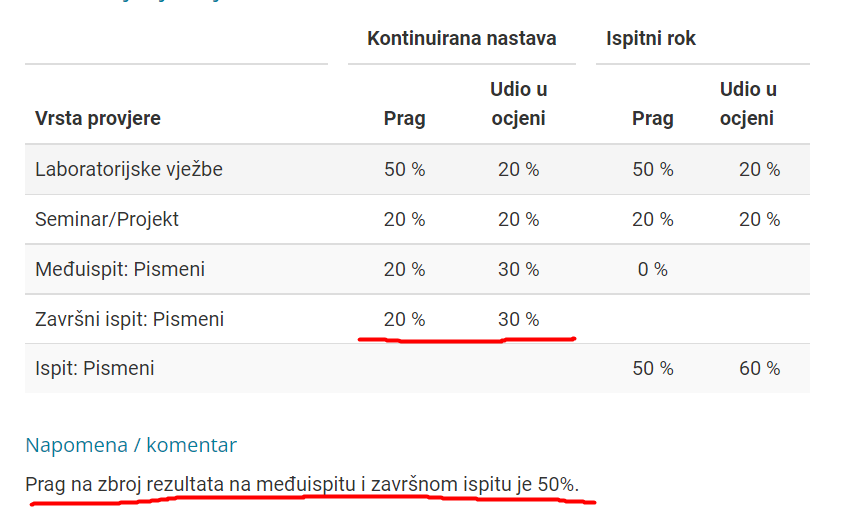 Kontinuirana nastava Ispitni rok
Udio u Udio u
Vrsta provjere Prag ocjeni Prag ocjeni
Laboratorijske vježbe 50 % 20 % 50 % 20 %
Seminar/Projekt 20 % 20 % 20 % 20 %
Međuispit: Pismeni 20 % 30 % 0 %
Završni ispit: Pismeni 20 % 30 %
Ispit: Pismeni 50 % 60 %
Napomena / komentar
Prag na zbroj rezultata na međuispitu i završnom ispitu je 50%.